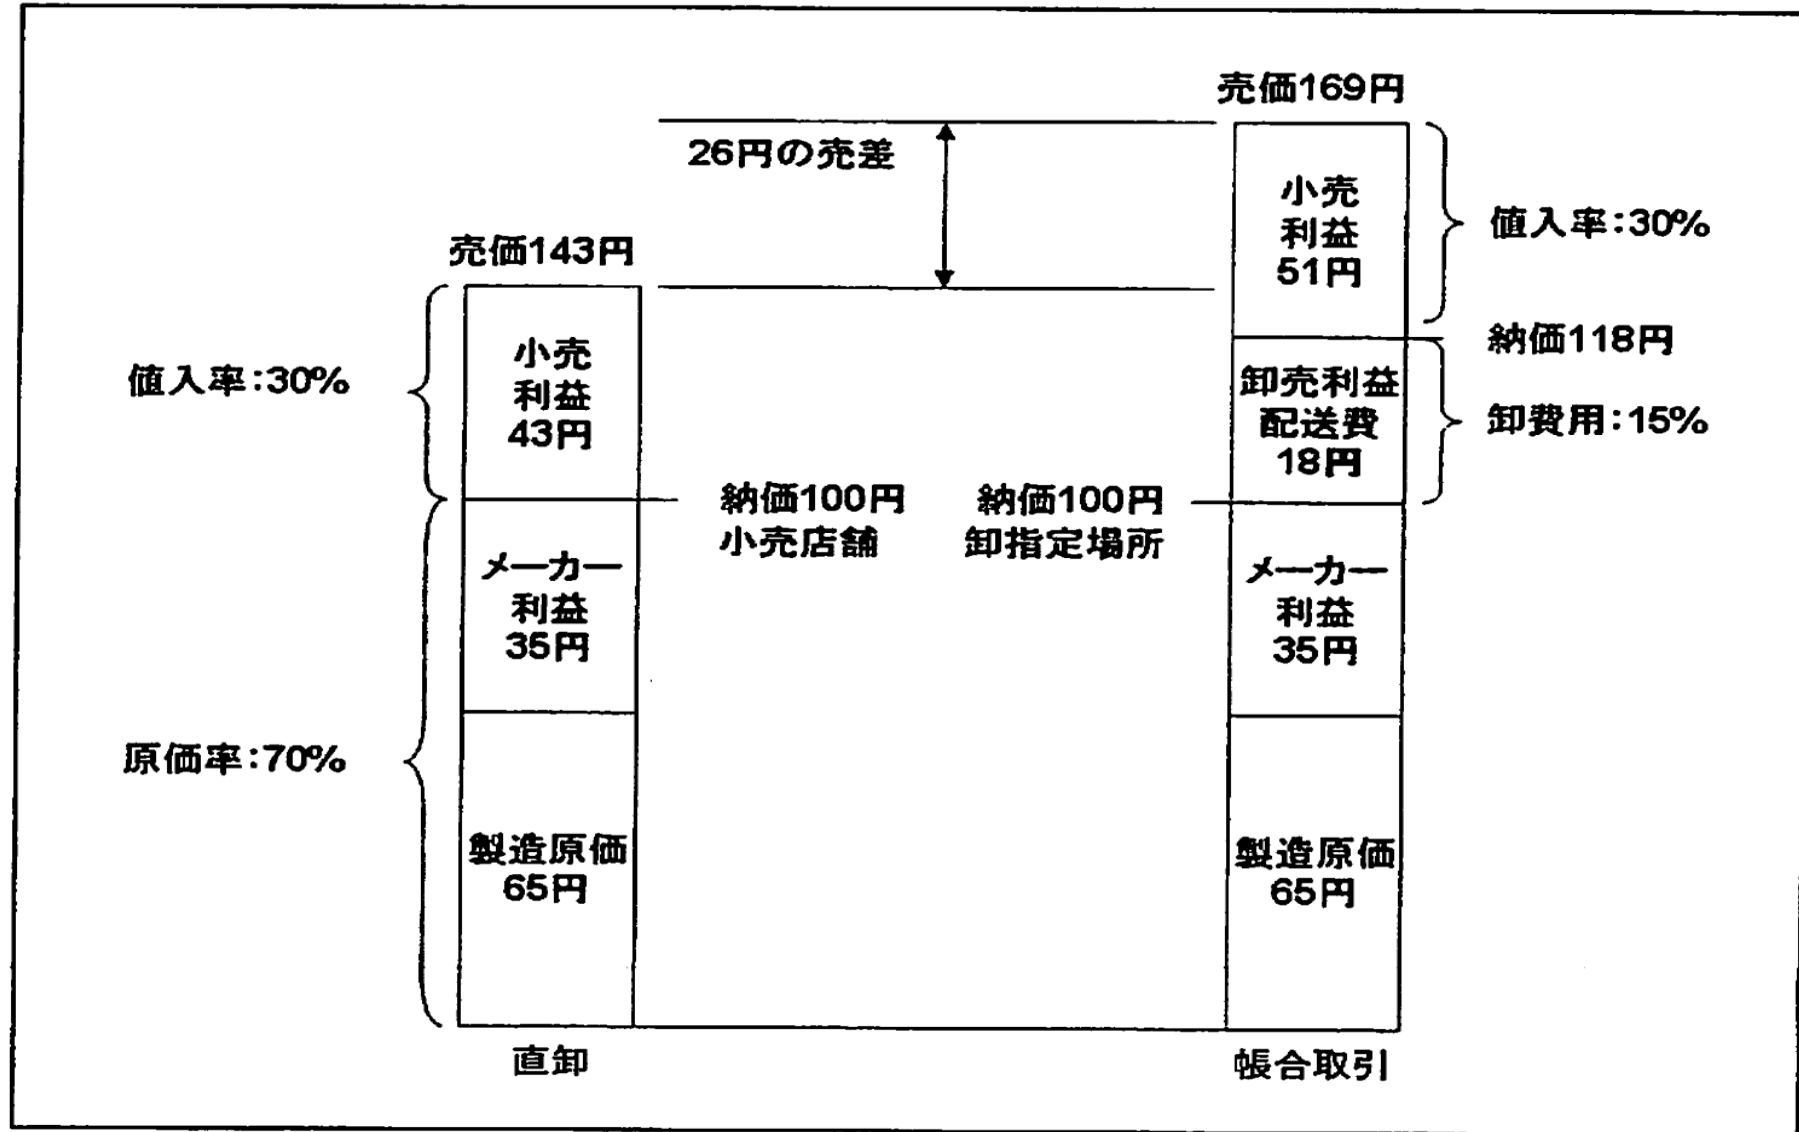 売価169円
26円の売差
小売
利益
51円
値入率:30%
売価143円
納価118円
小売
利益
43円
値入率:30%
卸売利益
配送費
18円
卸費用:15%
納価100円
小売店舗
納価100円
卸指定場所
メーカー
利益
35円
メーカー
利益
35円
原価率:70%
製造原価
65円
製造原価
65円
直卸
帳合取引